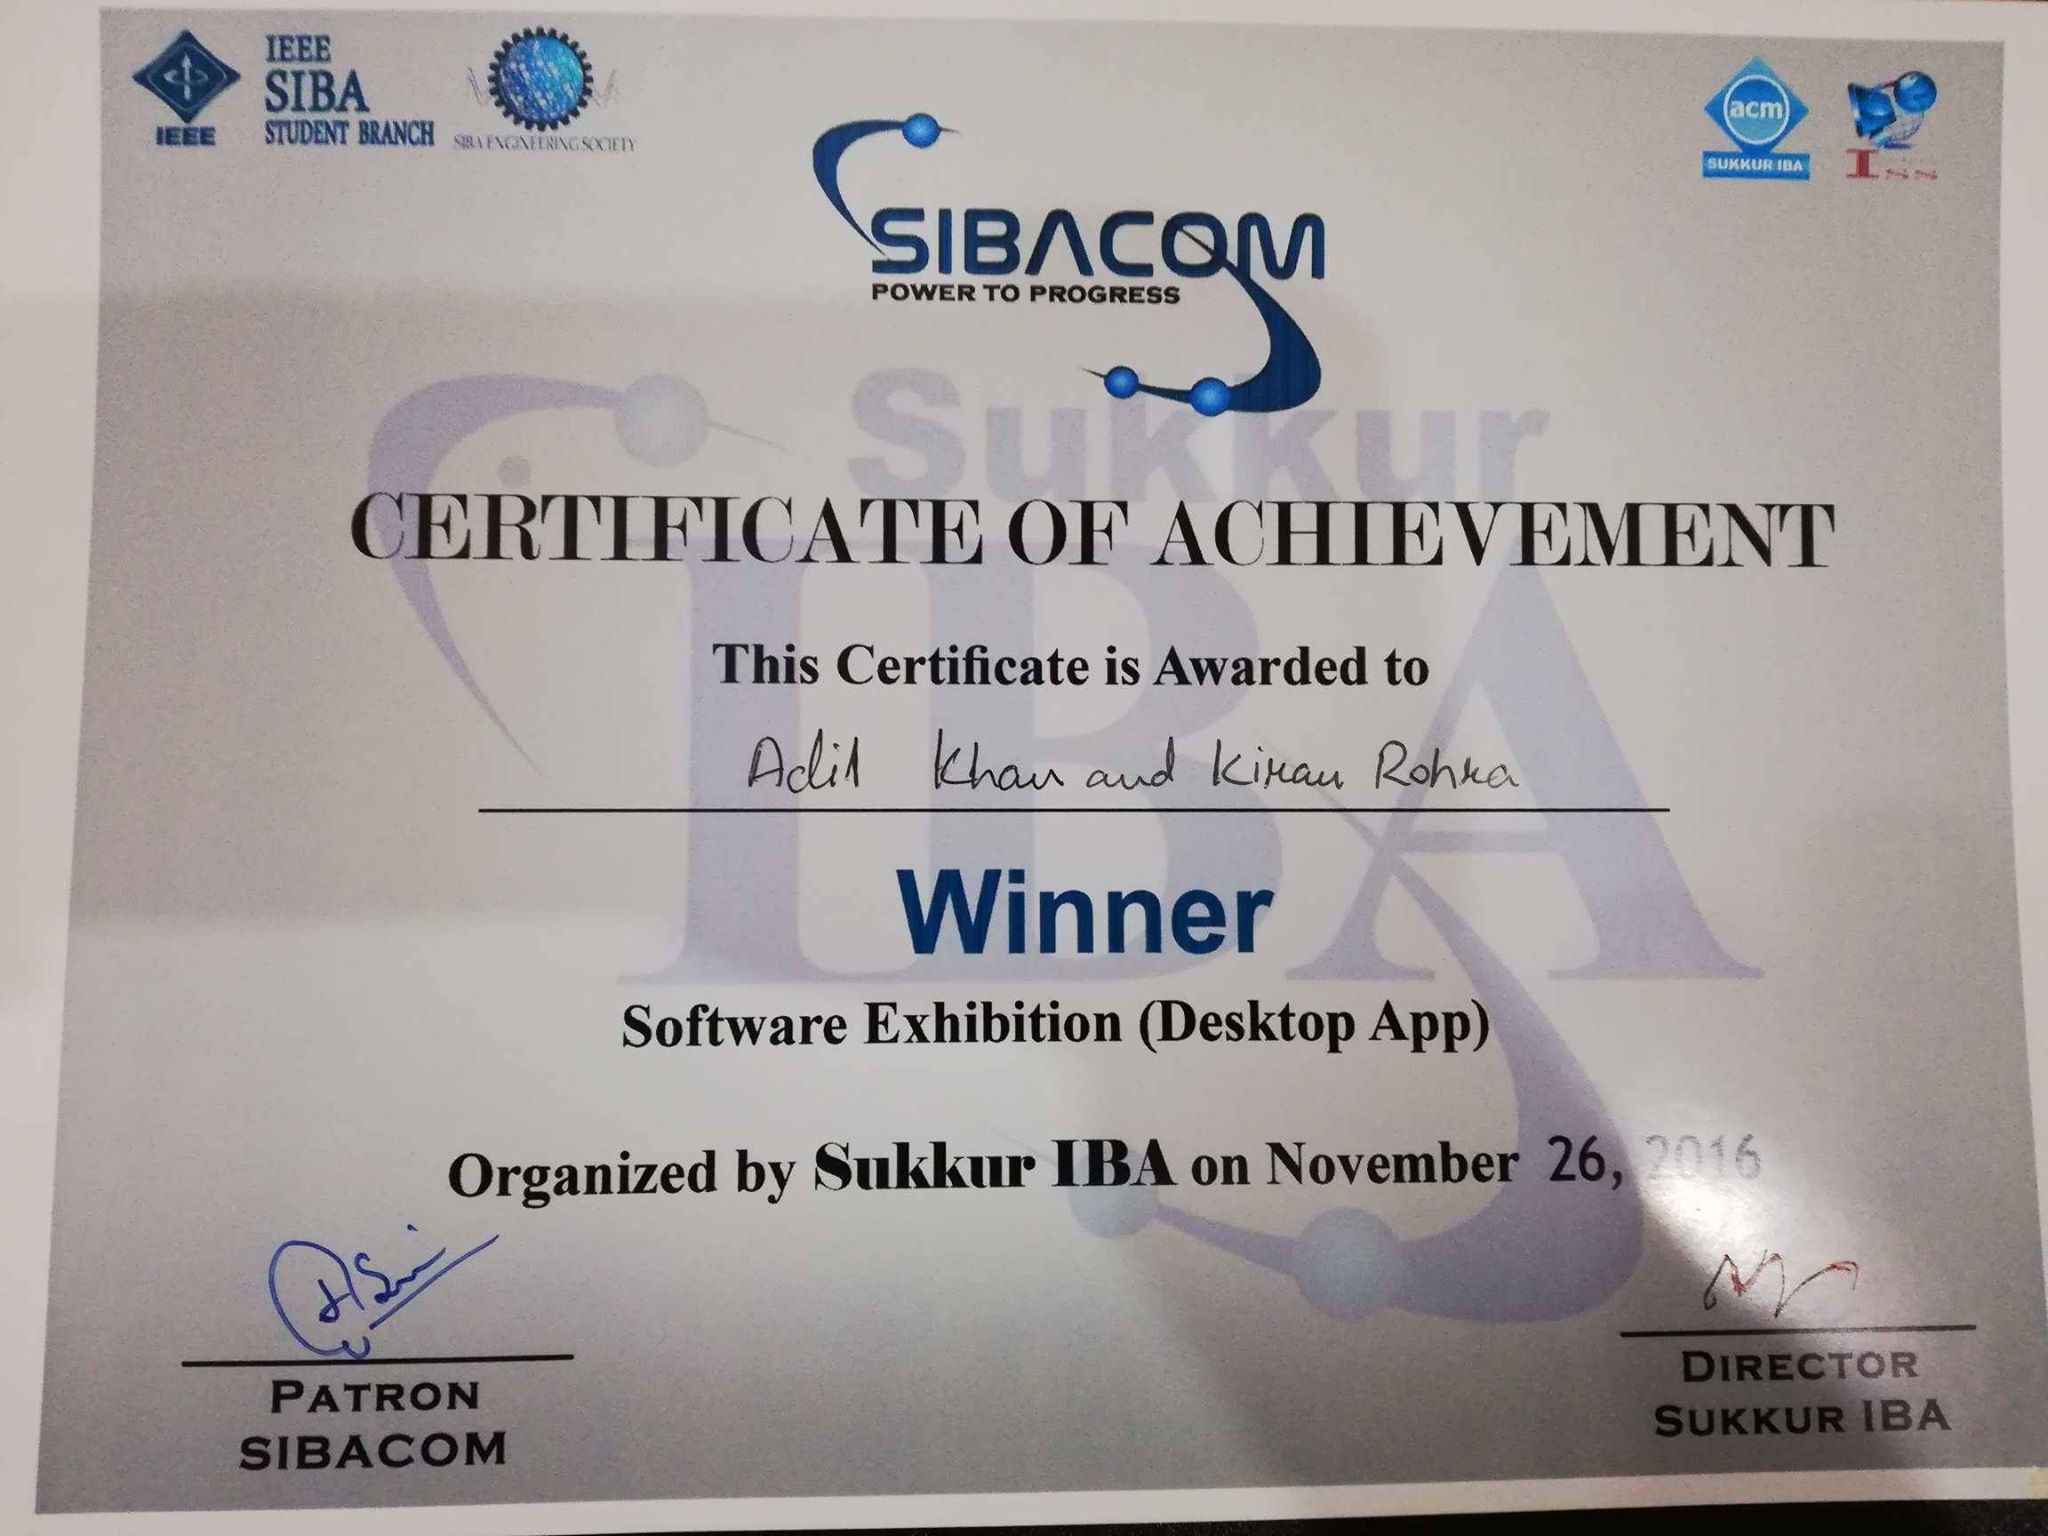 IEEE
IEEE
SIBA
STUDENT BRANCH
SIBA ENGINEERING SOCIETY
acm
SUKKUR IBA
SIBACOM
POWER TO PROGRESS
Sukkur
IBA
CERTIFICATE OF ACHIEVEMENT
This Certificate is Awarded to
Adil Khan and Kiran Rohra
Winner
Software Exhibition (Desktop App)
Organized by Sukkur IBA on November 26, 2016
PATRON
SIBACOM
DIRECTOR
SUKKUR IBA